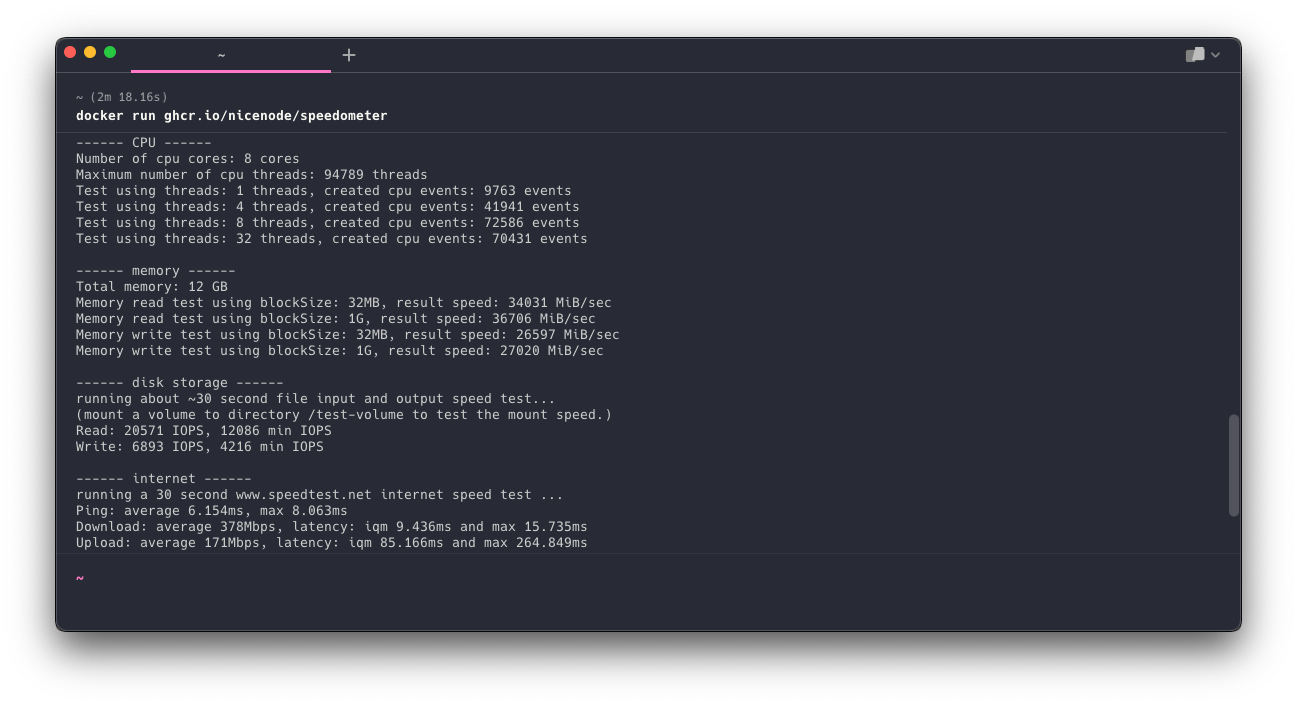 ~
~ (2m 18.16s)
docker run ghcr.io/nicenode/speedometer
------ CPU ------
Number of cpu cores: 8 cores
Maximum number of cpu threads: 94789 threads
Test using threads: 1 threads, created cpu events: 9763 events
Test using threads: 4 threads, created cpu events: 41941 events
Test using threads: 8 threads, created cpu events: 72586 events
Test using threads: 32 threads, created cpu events: 70431 events
------ memory ------
Total memory: 12 GB
Memory read test using blockSize: 32MB, result speed: 34031 MiB/sec
Memory read test using blockSize: 1G, result speed: 36706 MiB/sec
Memory write test using blockSize: 32MB, result speed: 26597 MiB/sec
Memory write test using blockSize: 1G, result speed: 27020 MiB/sec
------ disk storage ------
running about ~30 second file input and output speed test...
(mount a volume to directory /test-volume to test the mount speed.)
Read: 20571 IOPS, 12086 min IOPS
Write: 6893 IOPS, 4216 min IOPS
------ internet ------
running a 30 second www.speedtest.net internet speed test ...
Ping: average 6.154ms, max 8.063ms
Download: average 378Mbps, latency: iqm 9.436ms and max 15.735ms
Upload: average 171Mbps, latency: iqm 85.166ms and max 264.849ms
~